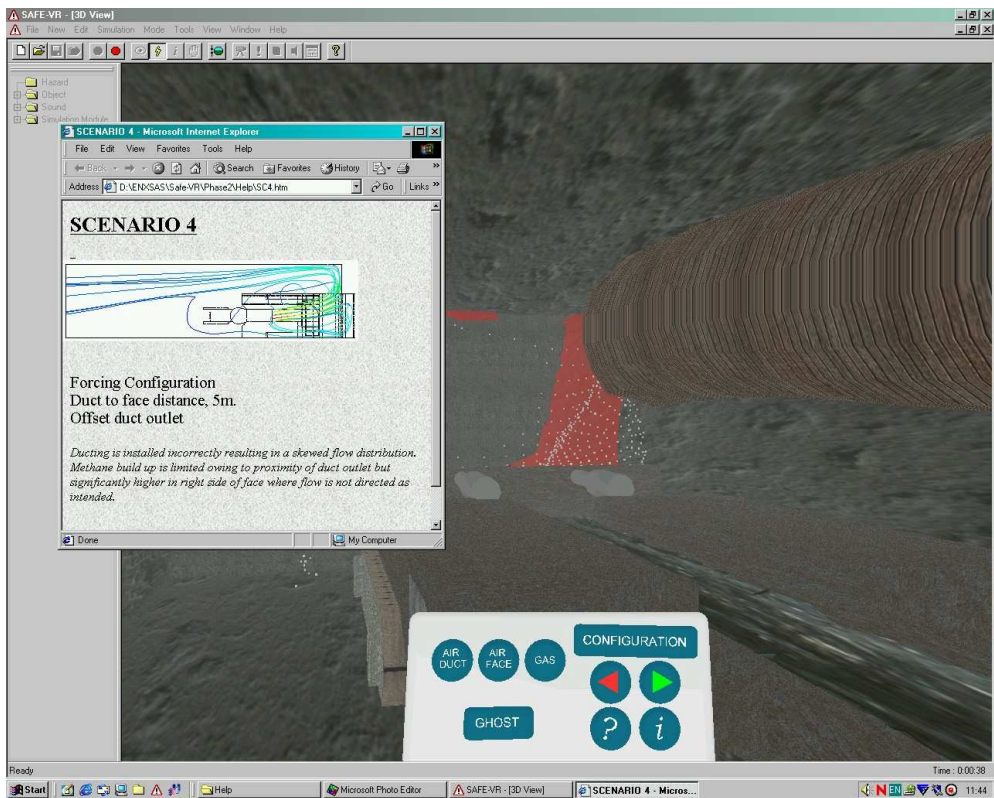 SAFE-VR - [3D View]
File New Edit Simulation Mode Tools View Window Help
Hazard
Object
Sound
Simulation Module
SCENARIO 4 - Microsoft Internet Explorer
File Edit View Favorites Tools Help
Back Search Favorites History »
Address D:\ENXSAS\Safe-VR\Phase2\Help\SC4.htm Go Links »
SCENARIO 4
Forcing Configuration
Duct to face distance, 5m.
Offset duct outlet
Ducting is installed incorrectly resulting in a skewed flow distribution.
Methane build up is limited owing to proximity of duct outlet but
significantly higher in right side of face where flow is not directed as
intended.
Done My Computer
AIR DUCT
AIR FACE
GAS
CONFIGURATION
GHOST
?
i
Ready Time : 0:00:38
Start Help Microsoft Photo Editor SAFE-VR - [3D View] SCENARIO 4 - Micros... N EN 11:44